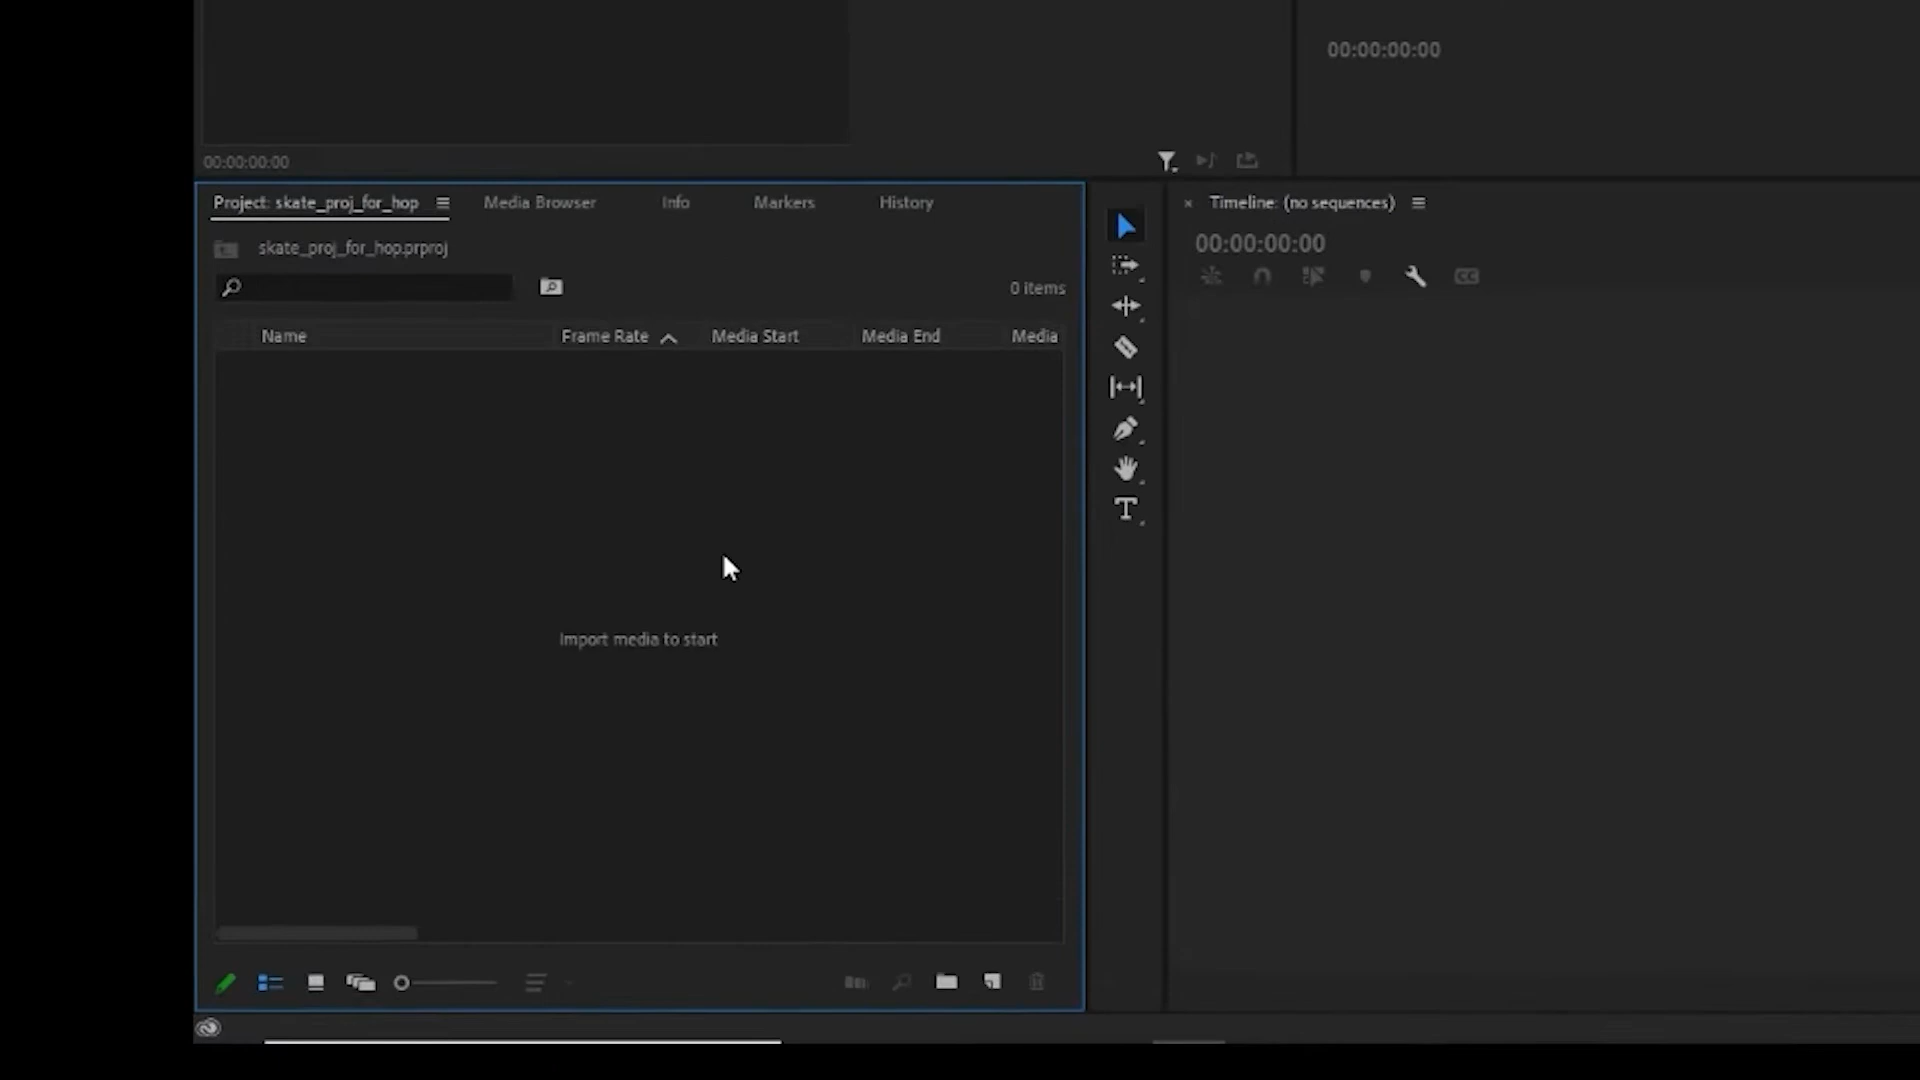 00:00:00:00
00:00:00:00
Project: skate_proj_for_hop
Media Browser
Info
Markers
History
skate_proj_for_hop.prproj
0 items
Name
Frame Rate
Media Start
Media End
Media
Import media to start
Timeline: (no sequences)
00:00:00:00